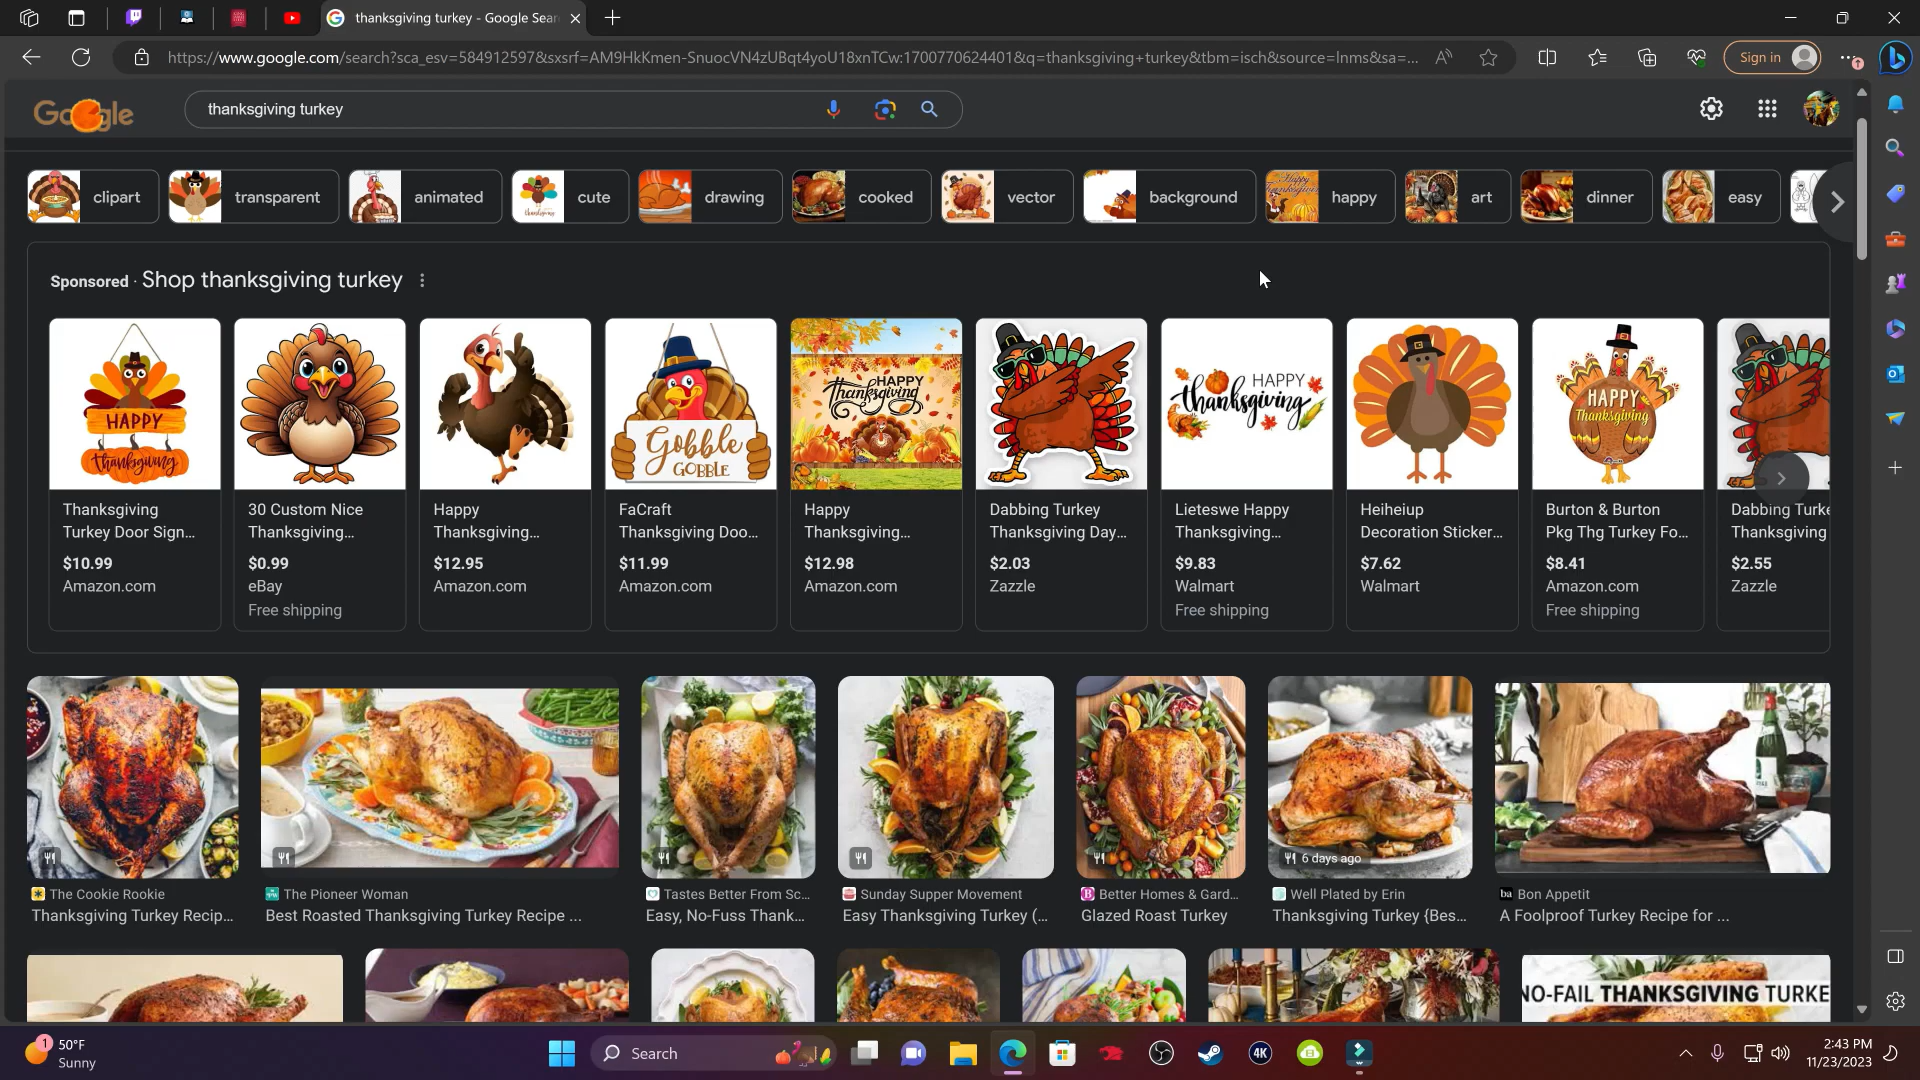 thanksgiving turkey - Google Sear
https://www.google.com/search?sca_esv=584912597&sxsrf=AM9HkKmen-SnuocVN4zUBqt4yoU18xnTCw:1700770624401&q=thanksgiving+turkey&tbm=isch&source=lnms&sa=...
Sign in
Google
thanksgiving turkey
clipart
transparent
animated
cute
drawing
cooked
vector
background
happy
art
dinner
easy
Sponsored · Shop thanksgiving turkey
HAPPY
Thanksgiving
Gobble
GOBBLE
HAPPY
Thanksgiving
HAPPY
thanksgiving
HAPPY
Thanksgiving
Thanksgiving
Turkey Door Sign...
$10.99
Amazon.com
30 Custom Nice
Thanksgiving...
$0.99
eBay
Free shipping
Happy
Thanksgiving...
$12.95
Amazon.com
FaCraft
Thanksgiving Doo...
$11.99
Amazon.com
Happy
Thanksgiving...
$12.98
Amazon.com
Dabbing Turkey
Thanksgiving Day...
$2.03
Zazzle
Lieteswe Happy
Thanksgiving...
$9.83
Walmart
Free shipping
Heiheiup
Decoration Sticker...
$7.62
Walmart
Burton & Burton
Pkg Thg Turkey Fo...
$8.41
Amazon.com
Free shipping
Dabbing Turke
Thanksgiving
$2.55
Zazzle
6 days ago
The Cookie Rookie
Thanksgiving Turkey Recip...
The Pioneer Woman
Best Roasted Thanksgiving Turkey Recipe ...
Tastes Better From Sc...
Easy, No-Fuss Thank...
Sunday Supper Movement
Easy Thanksgiving Turkey (...
Better Homes & Gard...
Glazed Roast Turkey
Well Plated by Erin
Thanksgiving Turkey {Bes...
ba Bon Appetit
A Foolproof Turkey Recipe for ...
NO-FAIL THANKSGIVING TURKE
1
50°F
Sunny
Search
4K
2:43 PM
11/23/2023